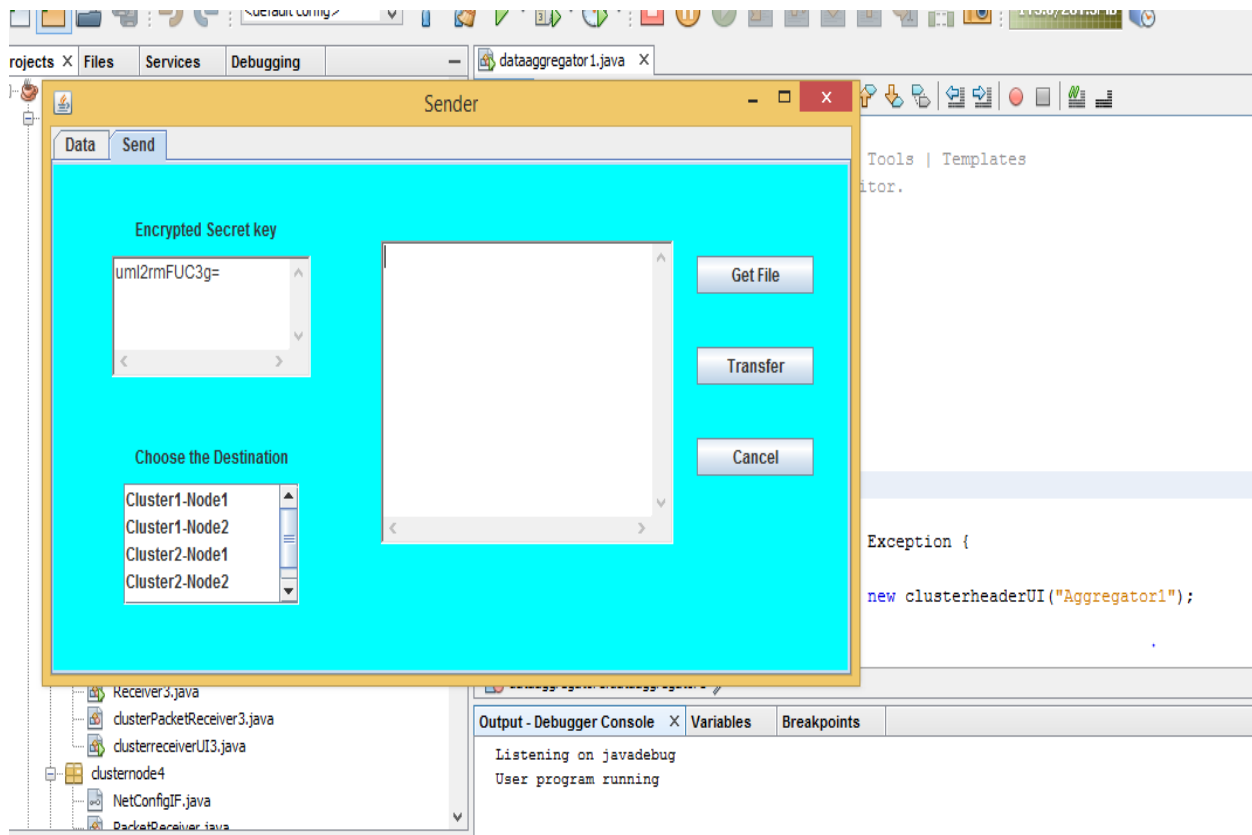 <default config>
rojects X Files Services Debugging
dataaggregator1.java X
Sender
Data Send
Tools | Templates
itor.
Encrypted Secret key
umI2rmFUC3g=
Get File
Transfer
Choose the Destination
Cancel
Cluster1-Node1
Cluster1-Node2
Cluster2-Node1
Cluster2-Node2
Exception {
new clusterheaderUI("Aggregator1");
Receiver3.java
clusterPacketReceiver3.java
clusterreceiverUI3.java
clusternode4
NetConfigIF.java
PacketReceiver.java
Output - Debugger Console X Variables Breakpoints
Listening on javadebug
User program running